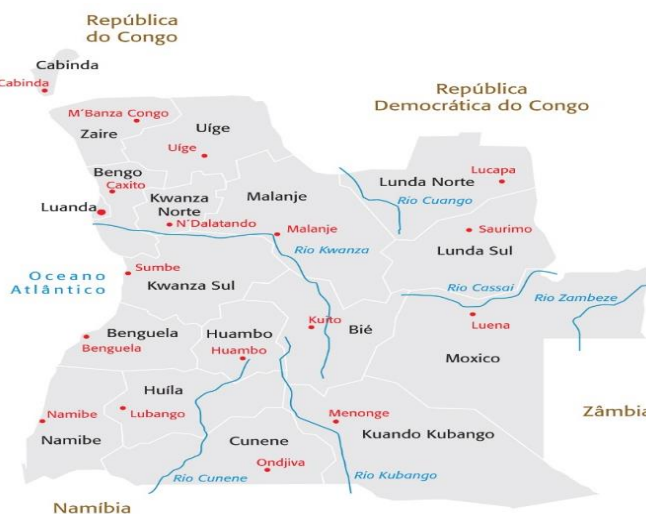 República
do Congo
Cabinda
Cabinda
República
Democrática do Congo
M´Banza Congo
Zaire
Uíge
Uíge
Bengo
Caxito
Lucapa
Lunda Norte
Kwanza
Norte
Malanje
Rio Cuango
Luanda
N´Dalatando
Malanje
Saurimo
Rio Kwanza
Lunda Sul
Oceano
Atlântico
Sumbe
Kwanza Sul
Rio Cassai
Rio Zambeze
Benguela
Benguela
Huambo
Huambo
Kuito
Bié
Luena
Moxico
Huíla
Lubango
Namibe
Namibe
Menongue
Cunene
Kuando Kubango
Zâmbia
Ondjiva
Rio Cunene
Rio Kubango
Namíbia